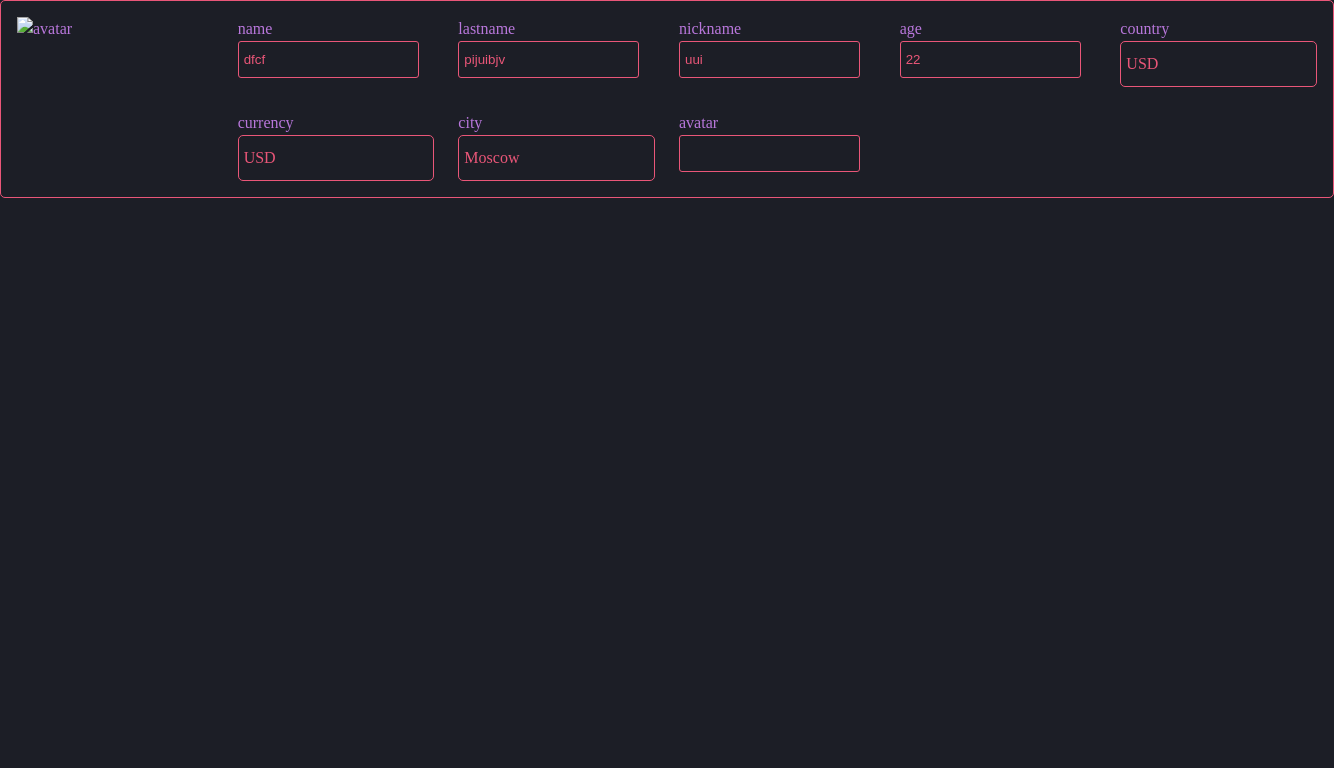 avatar
name
lastname
nickname
age
country
dfcf
pijuibjv
uui
22
USD
currency
city
avatar
USD
Moscow